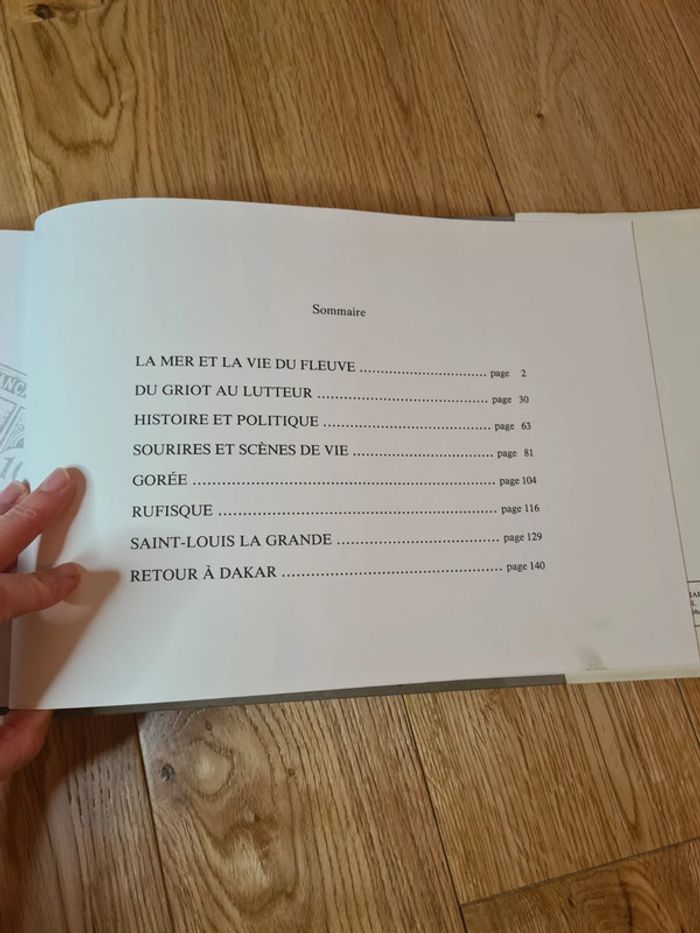 Sommaire
LA MER ET LA VIE DU FLEUVE ........................... page 2
DU GRIOT AU LUTTEUR ..................................... page 30
HISTOIRE ET POLITIQUE .................................... page 63
SOURIRES ET SCÈNES DE VIE .............................. page 81
GORÉE ................................................................. page 104
RUFISQUE ............................................................ page 116
SAINT-LOUIS LA GRANDE .................................. page 129
RETOUR À DAKAR .............................................. page 140